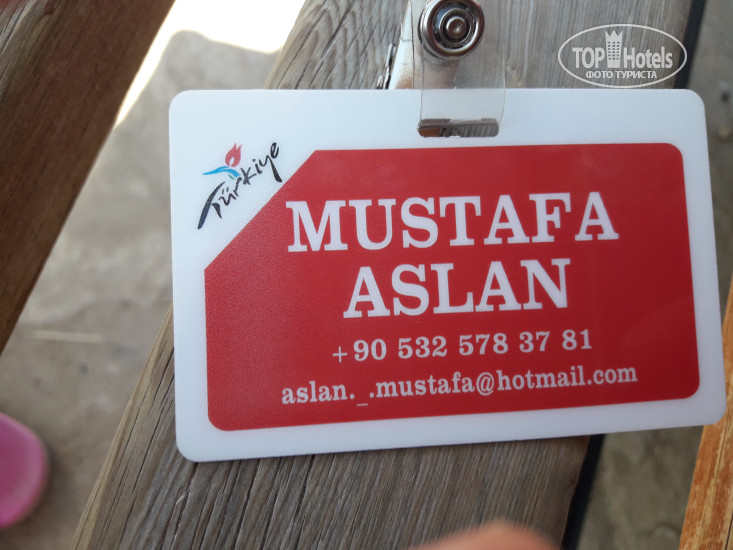 TOP Hotels
ФОТО ТУРИСТА
Türkiye
MUSTAFA
ASLAN
+90 532 578 37 81
aslan._.mustafa@hotmail.com